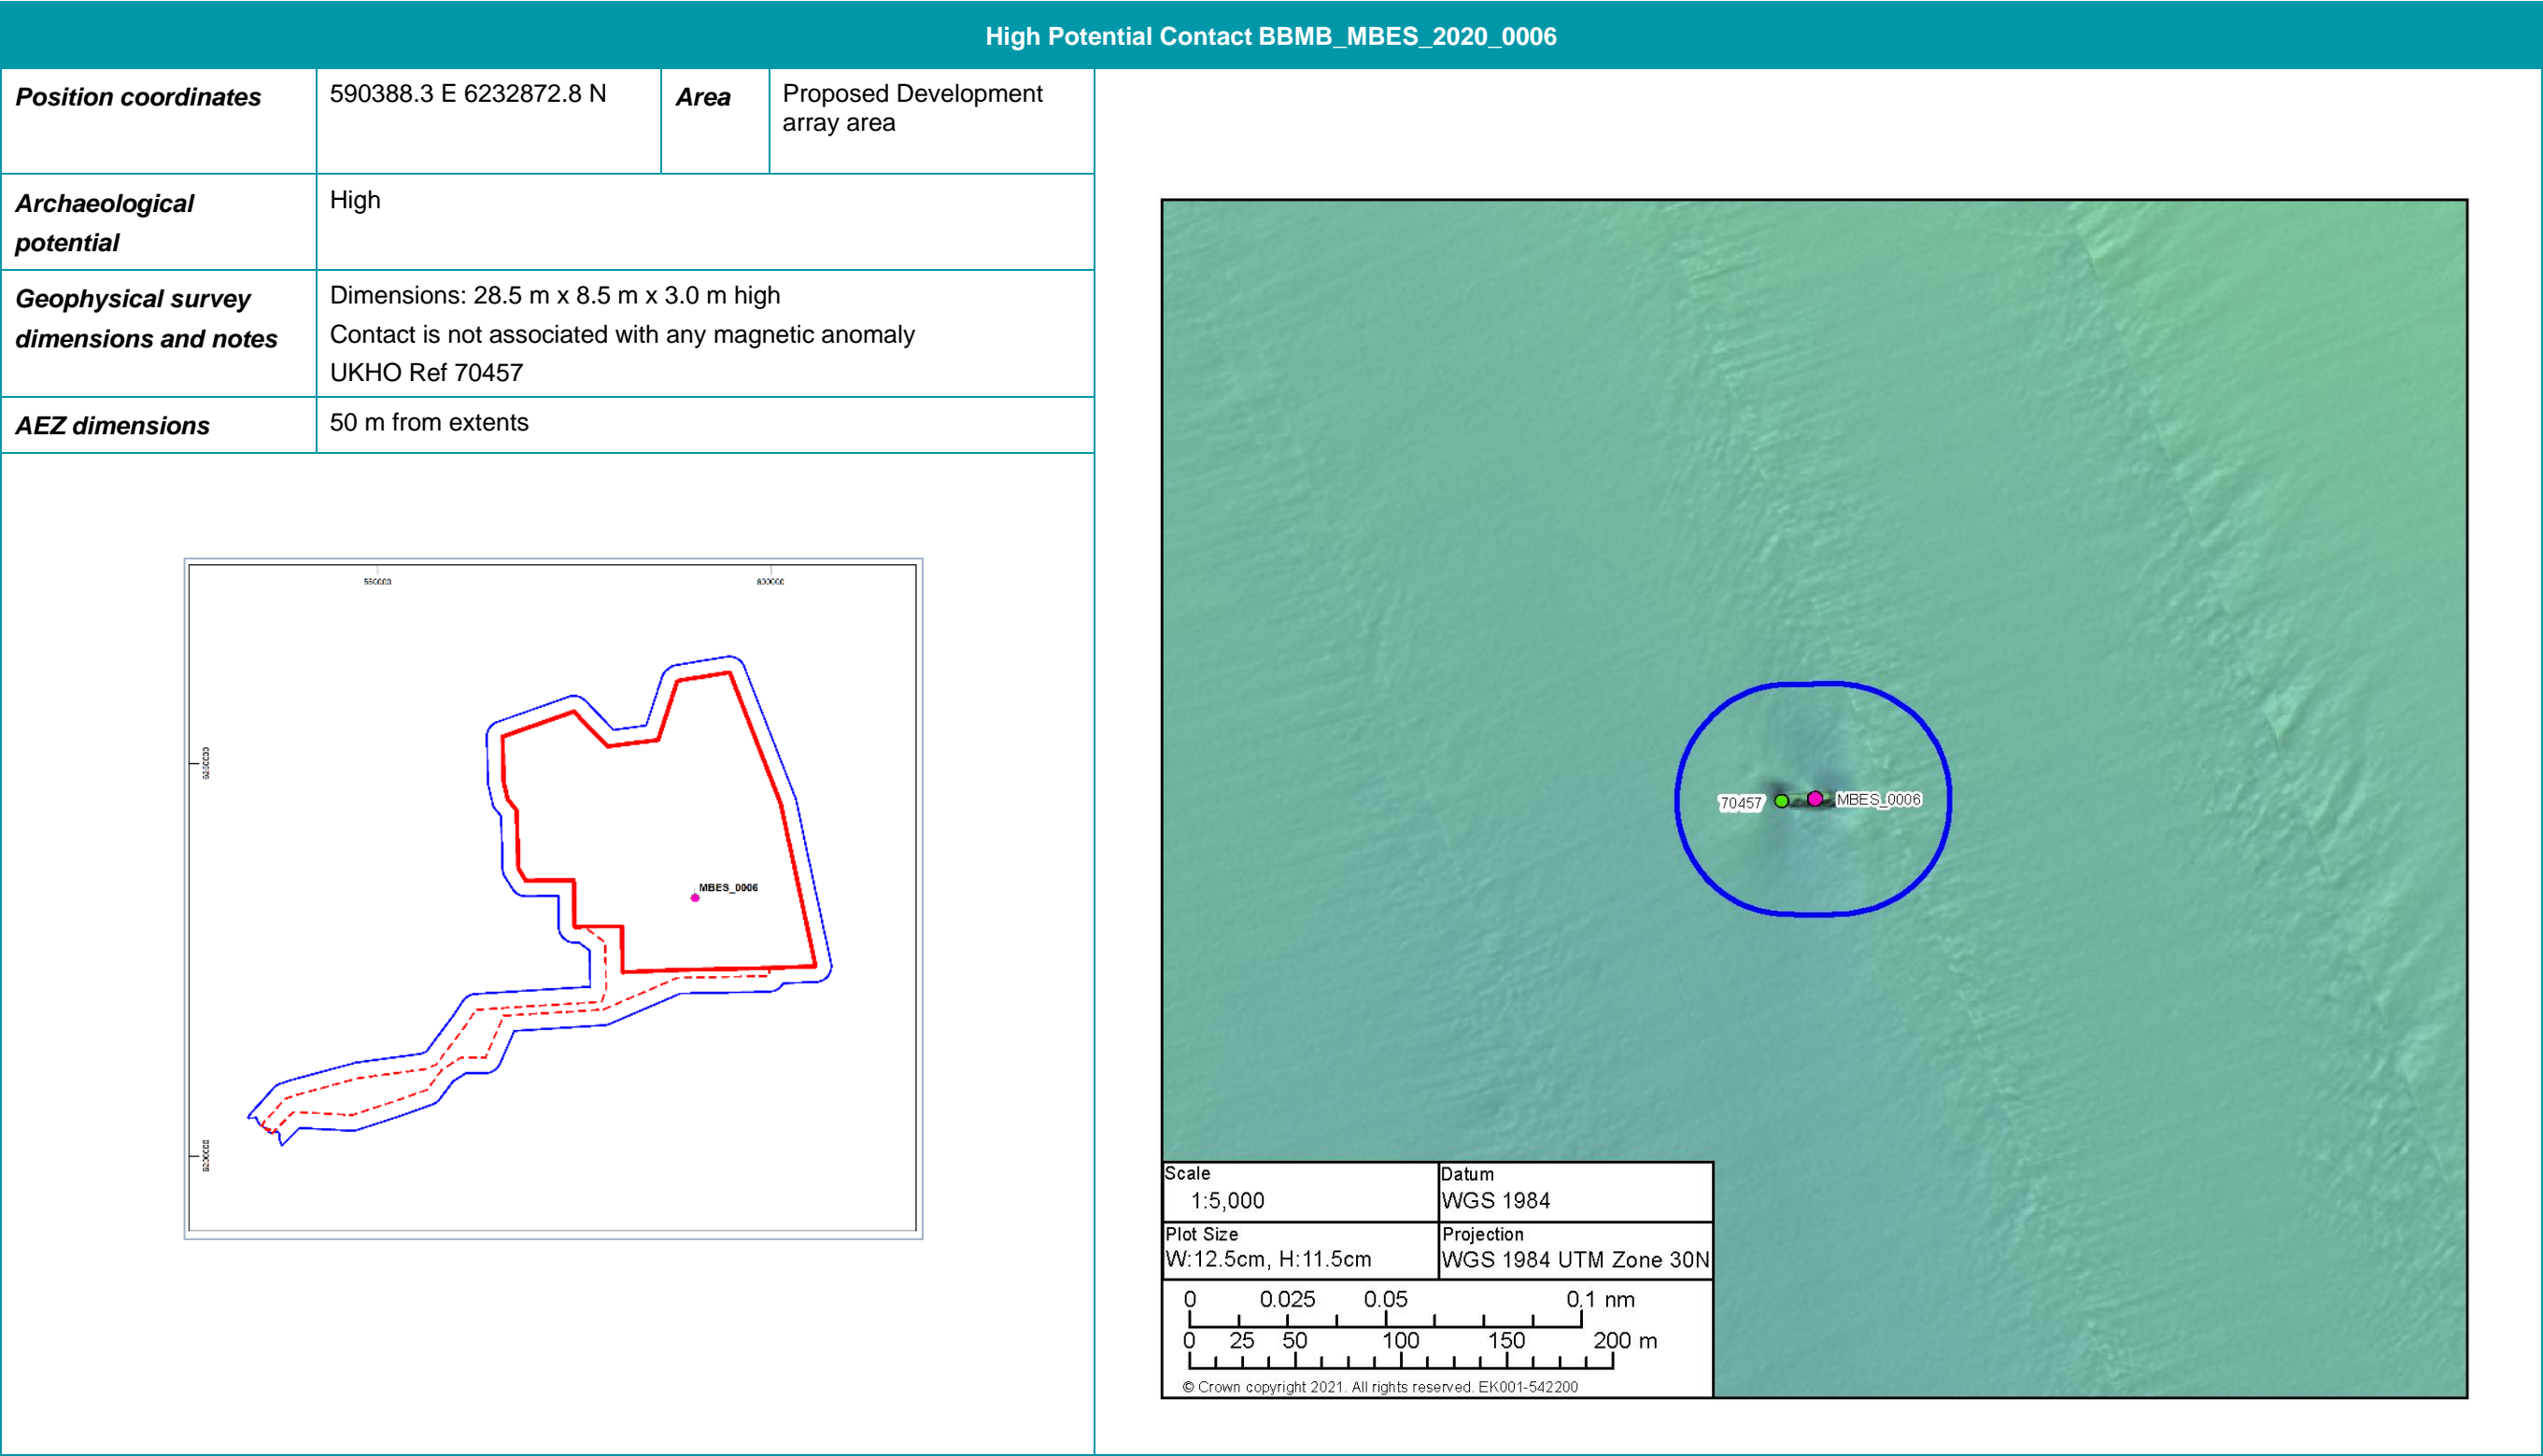 High Potential Contact BBMB_MBES_2020_0006
Position coordinates
590388.3 E 6232872.8 N
Area
Proposed Development
array area
Archaeological
potential
High
Geophysical survey
dimensions and notes
Dimensions: 28.5 m x 8.5 m x 3.0 m high
Contact is not associated with any magnetic anomaly
UKHO Ref 70457
AEZ dimensions
50 m from extents
560000
600000
6240000
6200000
MBES_0006
70457
MBES_0006
Scale
1:5,000
Datum
WGS 1984
Plot Size
W:12.5cm, H:11.5cm
Projection
WGS 1984 UTM Zone 30N
0 0.025 0.05 0.1 nm
0 25 50 100 150 200 m
© Crown copyright 2021. All rights reserved. EK001-542200